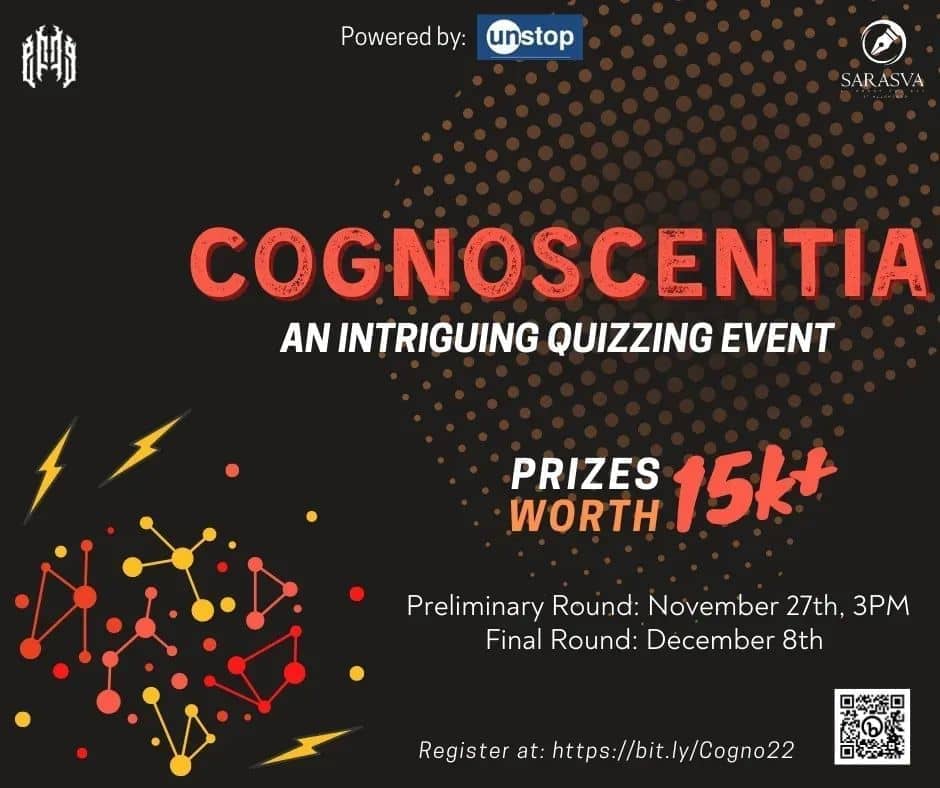 Powered by: unstop
SARASVA
COGNOSCENTIA
AN INTRIGUING QUIZZING EVENT
PRIZES
WORTH
15k+
Preliminary Round: November 27th, 3PM
Final Round: December 8th
Register at: https://bit.ly/Cogno22